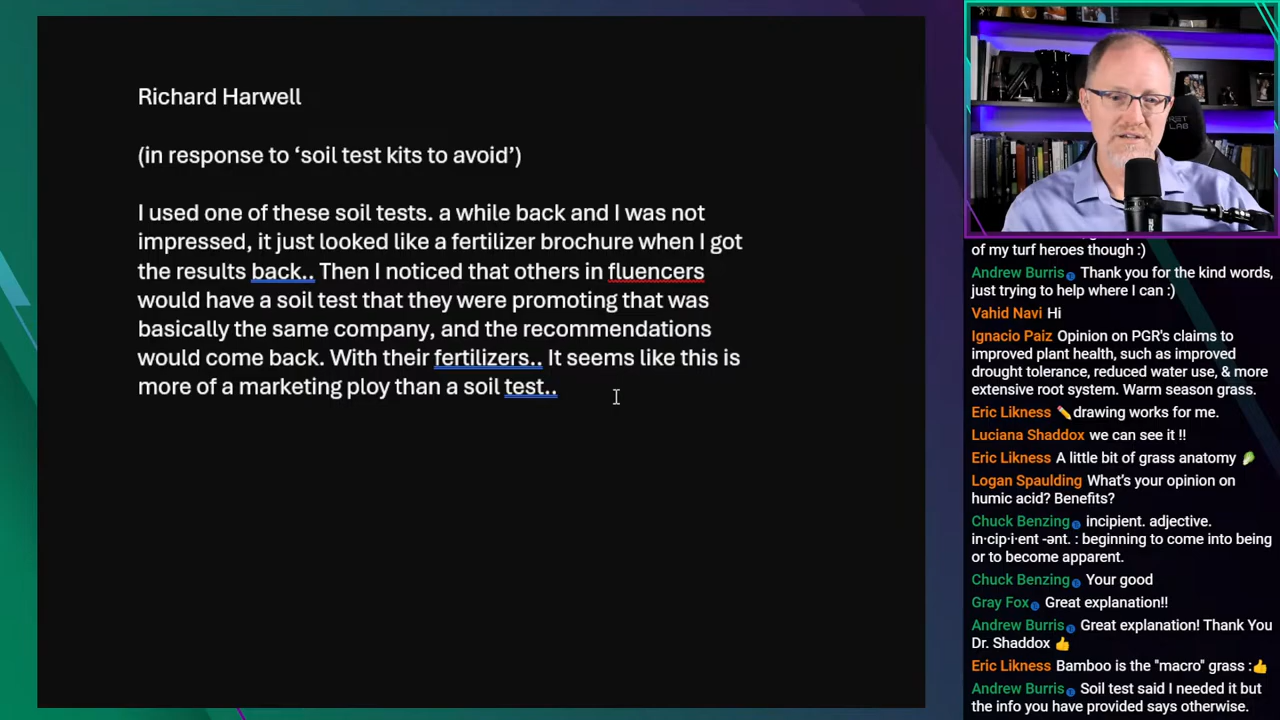 Richard Harwell
(in response to ‘soil test kits to avoid’)
I used one of these soil tests. a while back and I was not
impressed, it just looked like a fertilizer brochure when I got
the results back.. Then I noticed that others in fluencers
would have a soil test that they were promoting that was
basically the same company, and the recommendations
would come back. With their fertilizers.. It seems like this is
more of a marketing ploy than a soil test..
of my turf heroes though :)
Andrew Burris Thank you for the kind words,
just trying to help where I can :)
Vahid Navi Hi
Ignacio Paiz Opinion on PGR's claims to
improved plant health, such as improved
drought tolerance, reduced water use, & more
extensive root system. Warm season grass.
Eric Likness ✏️drawing works for me.
Luciana Shaddox we can see it !!
Eric Likness A little bit of grass anatomy 🥬
Logan Spaulding What's your opinion on
humic acid? Benefits?
Chuck Benzing incipient. adjective.
in·cip·i·ent -ənt. : beginning to come into being
or to become apparent.
Chuck Benzing Your good
Gray Fox Great explanation!!
Andrew Burris Great explanation! Thank You
Dr. Shaddox 👍
Eric Likness Bamboo is the "macro" grass :👍
Andrew Burris Soil test said I needed it but
the info you have provided says otherwise.